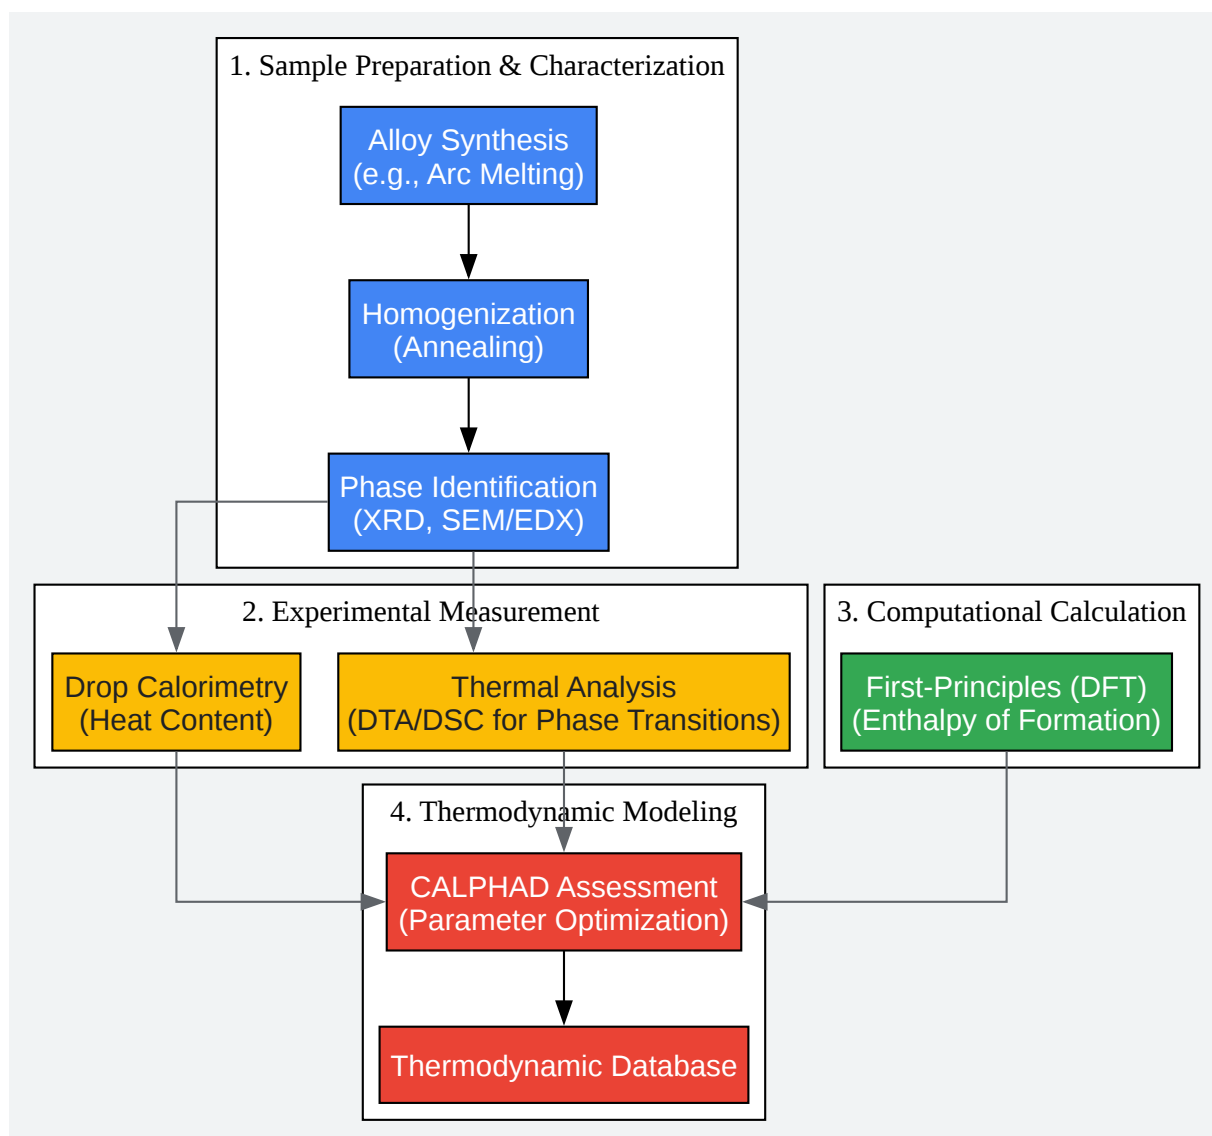 1. Sample Preparation & Characterization
Alloy Synthesis
(e.g., Arc Melting)
Homogenization
(Annealing)
Phase Identification
(XRD, SEM/EDX)
2. Experimental Measurement
Drop Calorimetry
(Heat Content)
Thermal Analysis
(DTA/DSC for Phase Transitions)
3. Computational Calculation
First-Principles (DFT)
(Enthalpy of Formation)
4. Thermodynamic Modeling
CALPHAD Assessment
(Parameter Optimization)
Thermodynamic Database